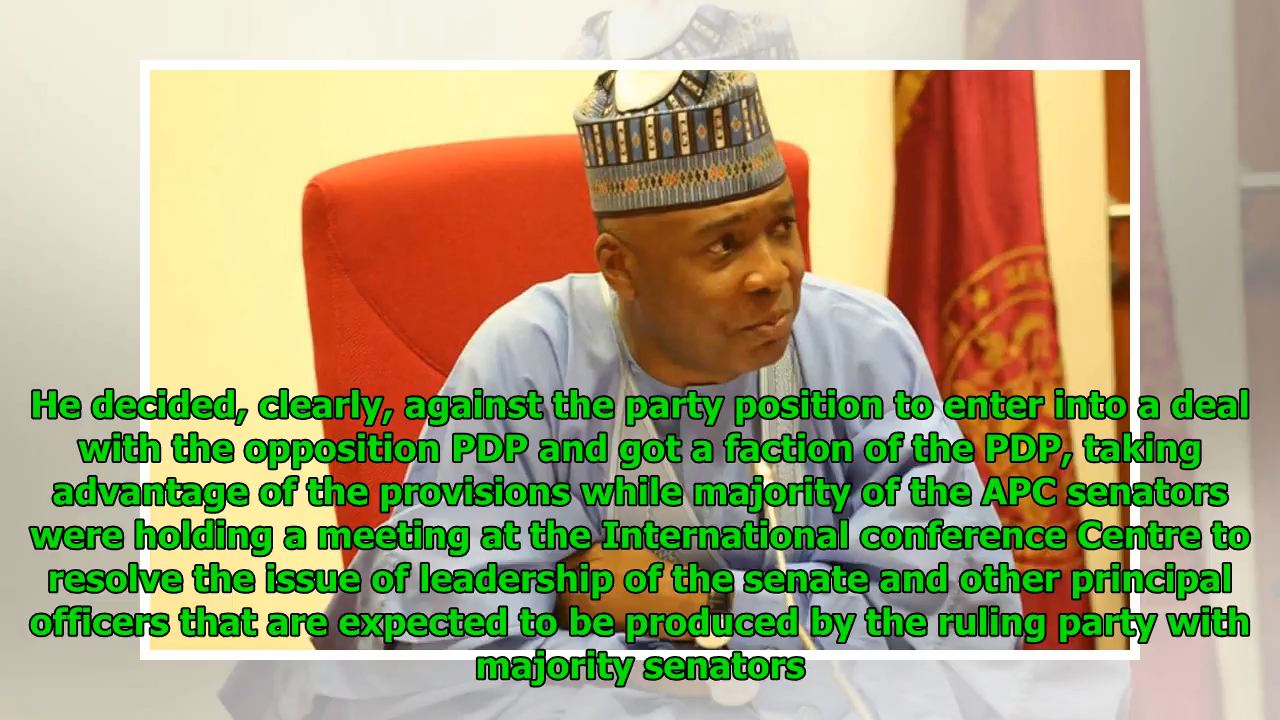 He decided, clearly, against the party position to enter into a deal
with the opposition PDP and got a faction of the PDP, taking
advantage of the provisions while majority of the APC senators
were holding a meeting at the International conference Centre to
resolve the issue of leadership of the senate and other principal
officers that are expected to be produced by the ruling party with
majority senators